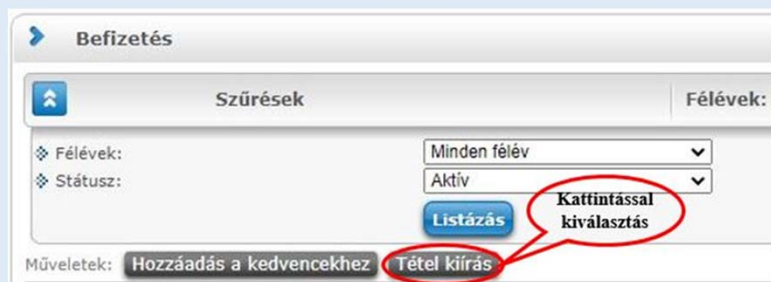 Befizetés
Szűrések Félévek:
Félévek: Minden félév
Státusz: Aktív
Listázás
Kattintással
kiválasztás
Műveletek: Hozzáadás a kedvencekhez Tétel kiírás